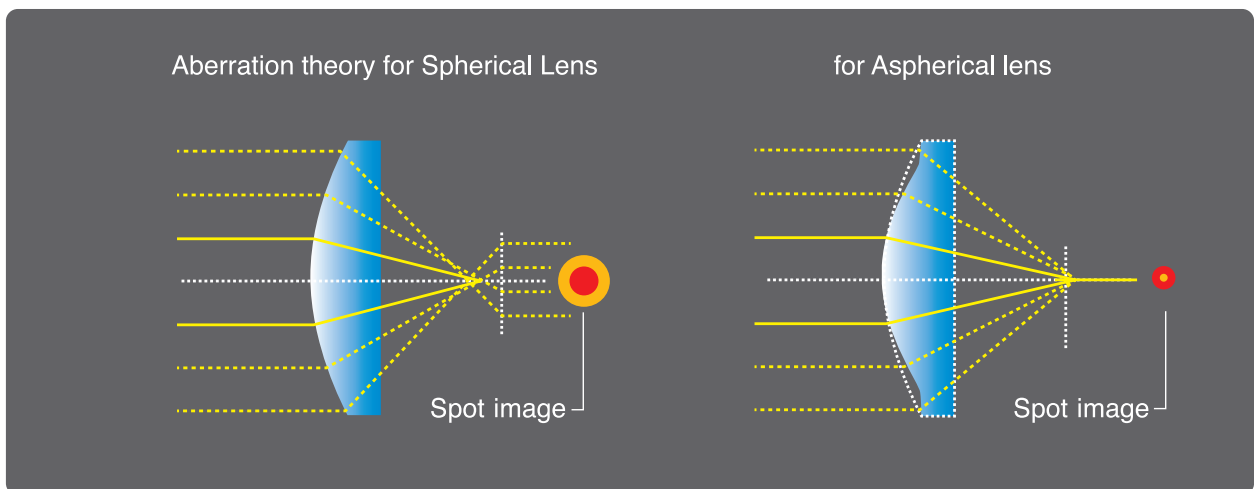 Aberration theory for Spherical Lens
for Aspherical lens
Spot image
Spot image